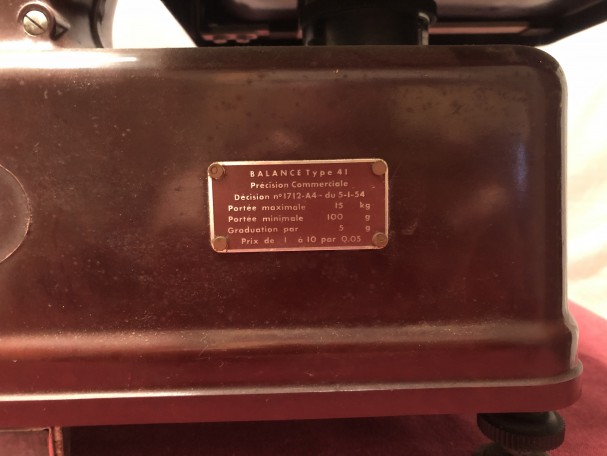 BALANCE Type 41
Précision Commerciale
Décision nº1712-A4- du 5-1-54
Portée maximale 15 kg
Portée minimale 100 g
Graduation par 5 g
Prix de 1 à 10 par 0,05